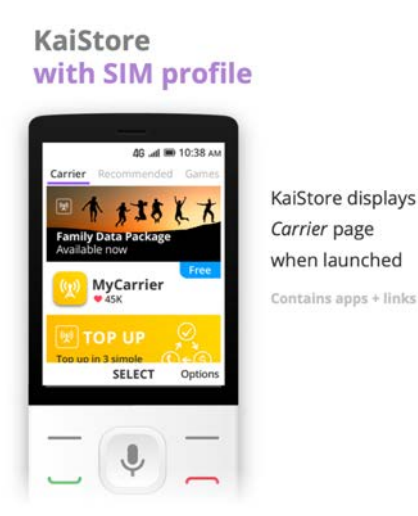 KaiStore
with SIM profile
4G 10:38 AM
Carrier Recommended Games
Family Data Package
Available now
Free
MyCarrier
45K
TOP UP
Top up in 3 simple
SELECT Options
KaiStore displays
Carrier page
when launched
Contains apps + links